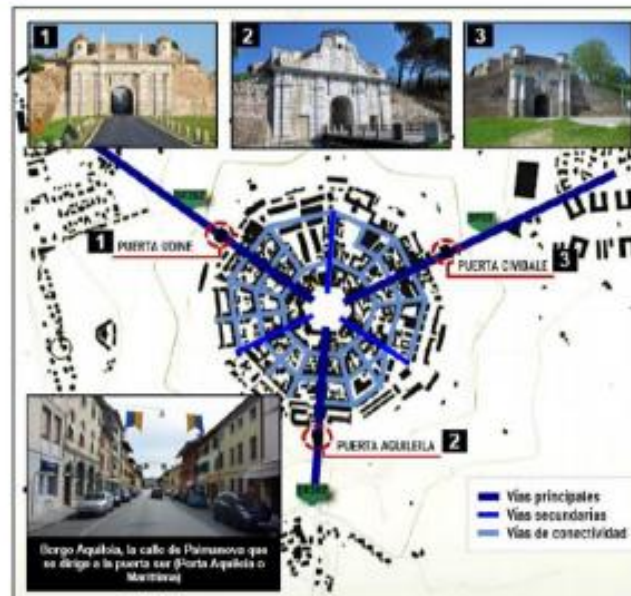 1
2
3
1
PUERTA UDINE
PUERTA CIVIDALE
3
PUERTA AQUILEILA
2
Vías principales
Vías secundarias
Vías de conectividad
Borgo Aquileia, la calle de Palmanova que
se dirige a la puerta sur (Porta Aquileia o
Marittima)